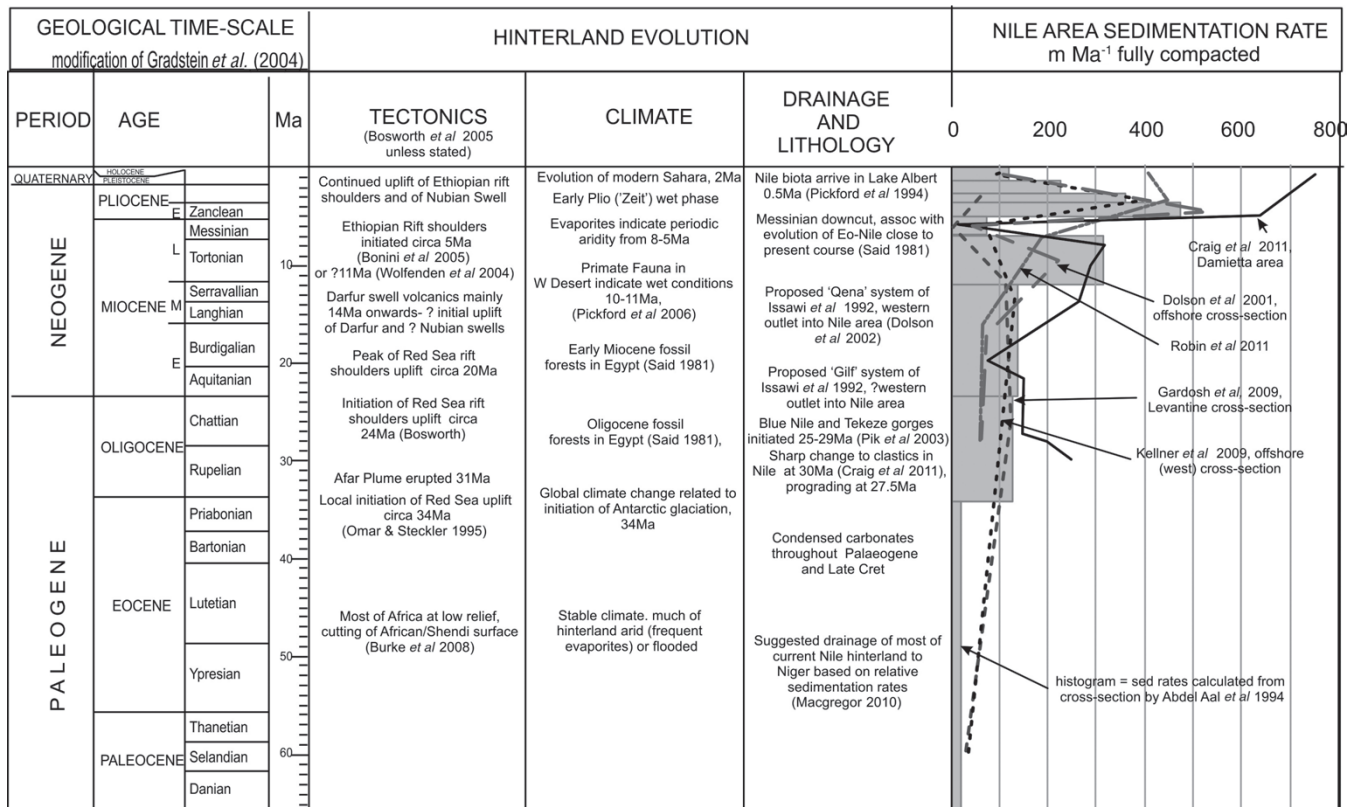 GEOLOGICAL TIME-SCALE
modification of Gradstein et al. (2004)
HINTERLAND EVOLUTION
NILE AREA SEDIMENTATION RATE
m Ma-1 fully compacted
PERIOD
AGE
Ma
TECTONICS
(Bosworth et al 2005
unless stated)
CLIMATE
DRAINAGE
AND
LITHOLOGY
0
200
400
600
800
QUATERNARY
HOLOCENE
PLEISTOCENE
NEOGENE
PLIOCENE
E
Zanclean
MIOCENE
L
Messinian
Tortonian
M
Serravallian
Langhian
E
Burdigalian
Aquitanian
PALEOGENE
OLIGOCENE
Chattian
Rupelian
EOCENE
Priabonian
Bartonian
Lutetian
Ypresian
PALEOCENE
Thanetian
Selandian
Danian
10
20
30
40
50
60
Continued uplift of Ethiopian rift
shoulders and of Nubian Swell
Ethiopian Rift shoulders
initiated circa 5Ma
(Bonini et al 2005)
or ?11Ma (Wolfenden et al 2004)
Darfur swell volcanics mainly
14Ma onwards- ? initial uplift
of Darfur and ? Nubian swells
Peak of Red Sea rift
shoulders uplift circa 20Ma
Initiation of Red Sea rift
shoulders uplift circa
24Ma (Bosworth)
Afar Plume erupted 31Ma
Local initiation of Red Sea uplift
circa 34Ma
(Omar & Steckler 1995)
Most of Africa at low relief,
cutting of African/Shendi surface
(Burke et al 2008)
Evolution of modern Sahara, 2Ma
Early Plio ('Zeit') wet phase
Evaporites indicate periodic
aridity from 8-5Ma
Primate Fauna in
W Desert indicate wet conditions
10-11Ma,
(Pickford et al 2006)
Early Miocene fossil
forests in Egypt (Said 1981)
Oligocene fossil
forests in Egypt (Said 1981),
Global climate change related to
initiation of Antarctic glaciation,
34Ma
Stable climate. much of
hinterland arid (frequent
evaporites) or flooded
Nile biota arrive in Lake Albert
0.5Ma (Pickford et al 1994)
Messinian downcut, assoc with
evolution of Eo-Nile close to
present course (Said 1981)
Proposed 'Qena' system of
Issawi et al 1992, western
outlet into Nile area (Dolson
et al 2002)
Proposed 'Gilf' system of
Issawi et al 1992, ?western
outlet into Nile area
Blue Nile and Tekeze gorges
initiated 25-29Ma (Pik et al 2003)
Sharp change to clastics in
Nile at 30Ma (Craig et al 2011),
prograding at 27.5Ma
Condensed carbonates
throughout Palaeogene
and Late Cret
Suggested drainage of most of
current Nile hinterland to
Niger based on relative
sedimentation rates
(Macgregor 2010)
Craig et al 2011,
Damietta area
Dolson et al 2001,
offshore cross-section
Robin et al 2011
Gardosh et al, 2009,
Levantine cross-section
Kellner et al 2009, offshore
(west) cross-section
histogram = sed rates calculated from
cross-section by Abdel Aal et al 1994